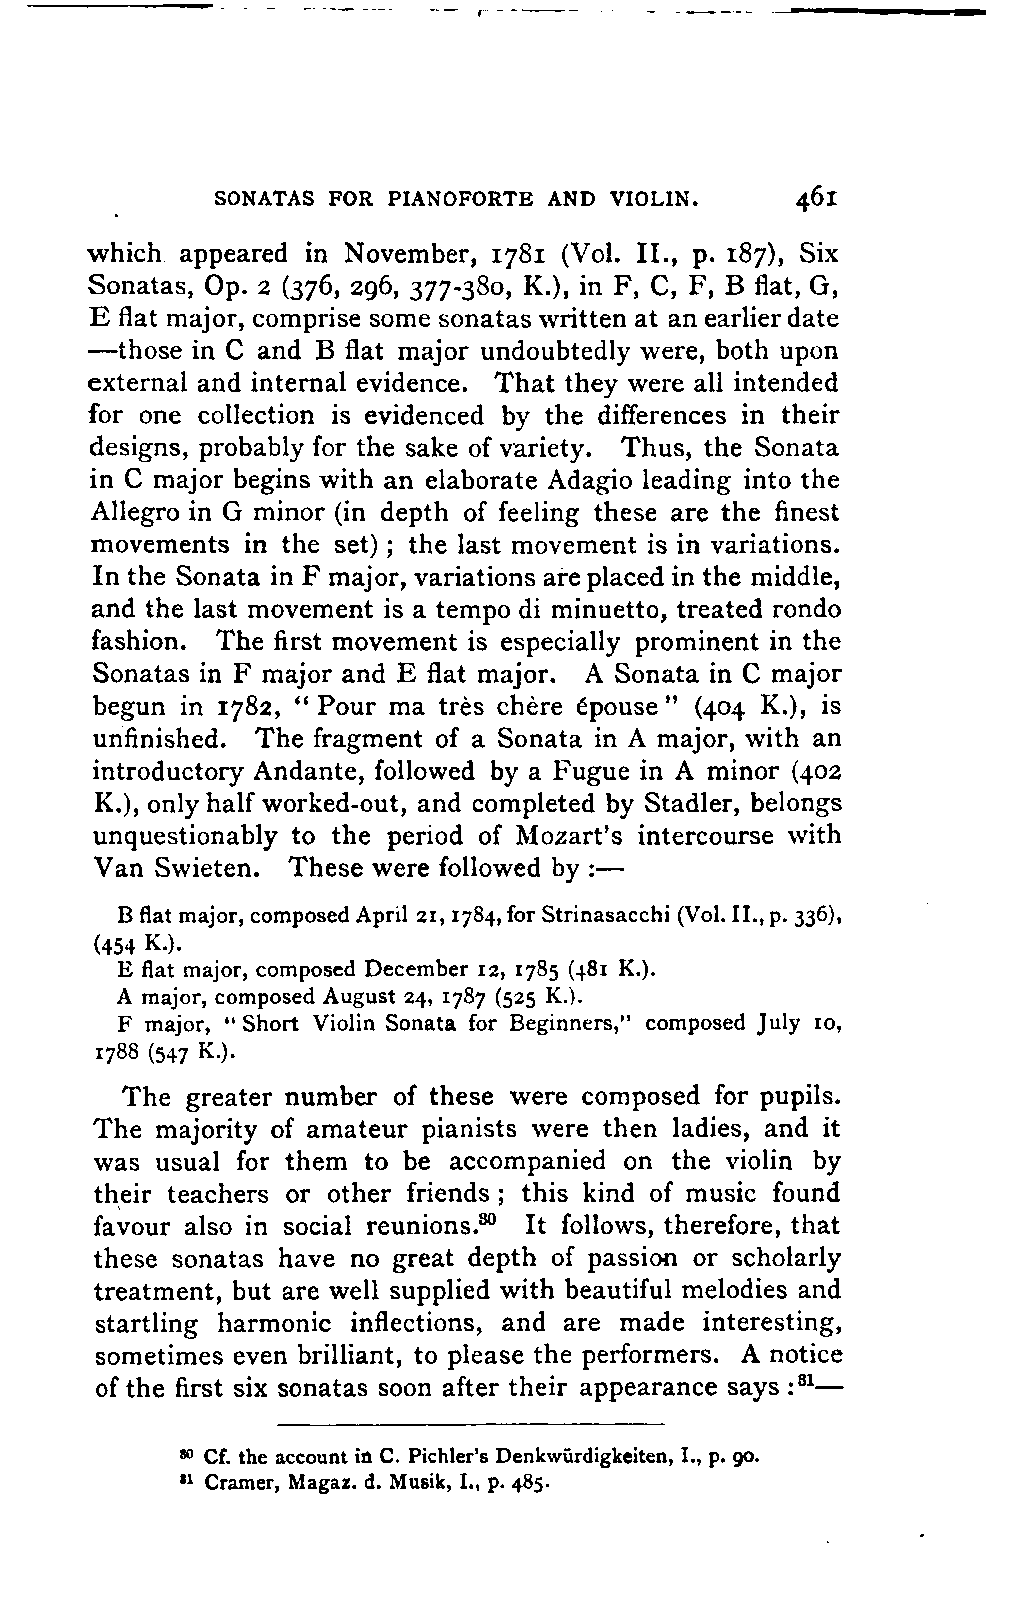 SONATAS FOR PIANOFORTE AND VIOLIN. 461
which appeared in November, 1781 (Vol. II., p. 187), Six
Sonatas, Op. 2 (376, 296, 377-380, K.), in F, C, F, B flat, G,
E flat major, comprise some sonatas written at an earlier date
—those in C and B flat major undoubtedly were, both upon
external and internal evidence. That they were all intended
for one collection is evidenced by the differences in their
designs, probably for the sake of variety. Thus, the Sonata
in C major begins with an elaborate Adagio leading into the
Allegro in G minor (in depth of feeling these are the finest
movements in the set) ; the last movement is in variations.
In the Sonata in F major, variations are placed in the middle,
and the last movement is a tempo di minuetto, treated rondo
fashion. The first movement is especially prominent in the
Sonatas in F major and E flat major. A Sonata in C major
begun in 1782, “ Pour ma très chère épouse ” (404 K.), is
unfinished. The fragment of a Sonata in A major, with an
introductory Andante, followed by a Fugue in A minor (402
K.), only half worked-out, and completed by Stadler, belongs
unquestionably to the period of Mozart's intercourse with
Van Swieten. These were followed by :—
B flat major, composed April 21, 1784, for Strinasacchi (Vol. II., p. 336),
(454 K.).
E flat major, composed December 12, 1785 (481 K.).
A major, composed August 24, 1787 (525 K.).
F major, “ Short Violin Sonata for Beginners,” composed July 10,
1788 (547 K.).
The greater number of these were composed for pupils.
The majority of amateur pianists were then ladies, and it
was usual for them to be accompanied on the violin by
their teachers or other friends ; this kind of music found
favour also in social reunions.⁸⁰ It follows, therefore, that
these sonatas have no great depth of passion or scholarly
treatment, but are well supplied with beautiful melodies and
startling harmonic inflections, and are made interesting,
sometimes even brilliant, to please the performers. A notice
of the first six sonatas soon after their appearance says :⁸¹—
⁸⁰ Cf. the account in C. Pichler's Denkwürdigkeiten, I., p. 90.
⁸¹ Cramer, Magaz. d. Musik, I., p. 485.